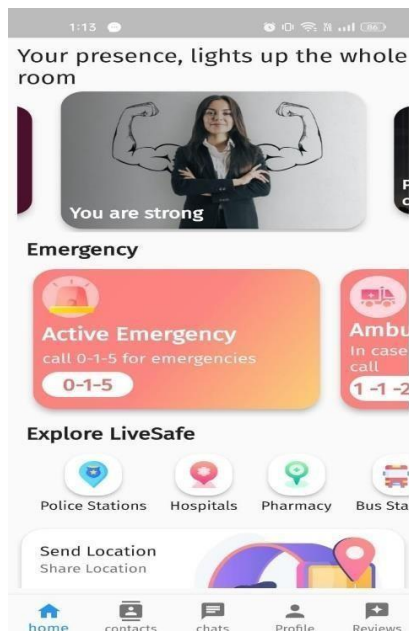 1:13
86
Your presence, lights up the whole
room
You are strong
Emergency
Active Emergency
call 0-1-5 for emergencies
0-1-5
Ambu
In case
call
1 -1 -2
Explore LiveSafe
Police Stations
Hospitals
Pharmacy
Bus Sta
Send Location
Share Location
home
contacts
chats
Profile
Reviews